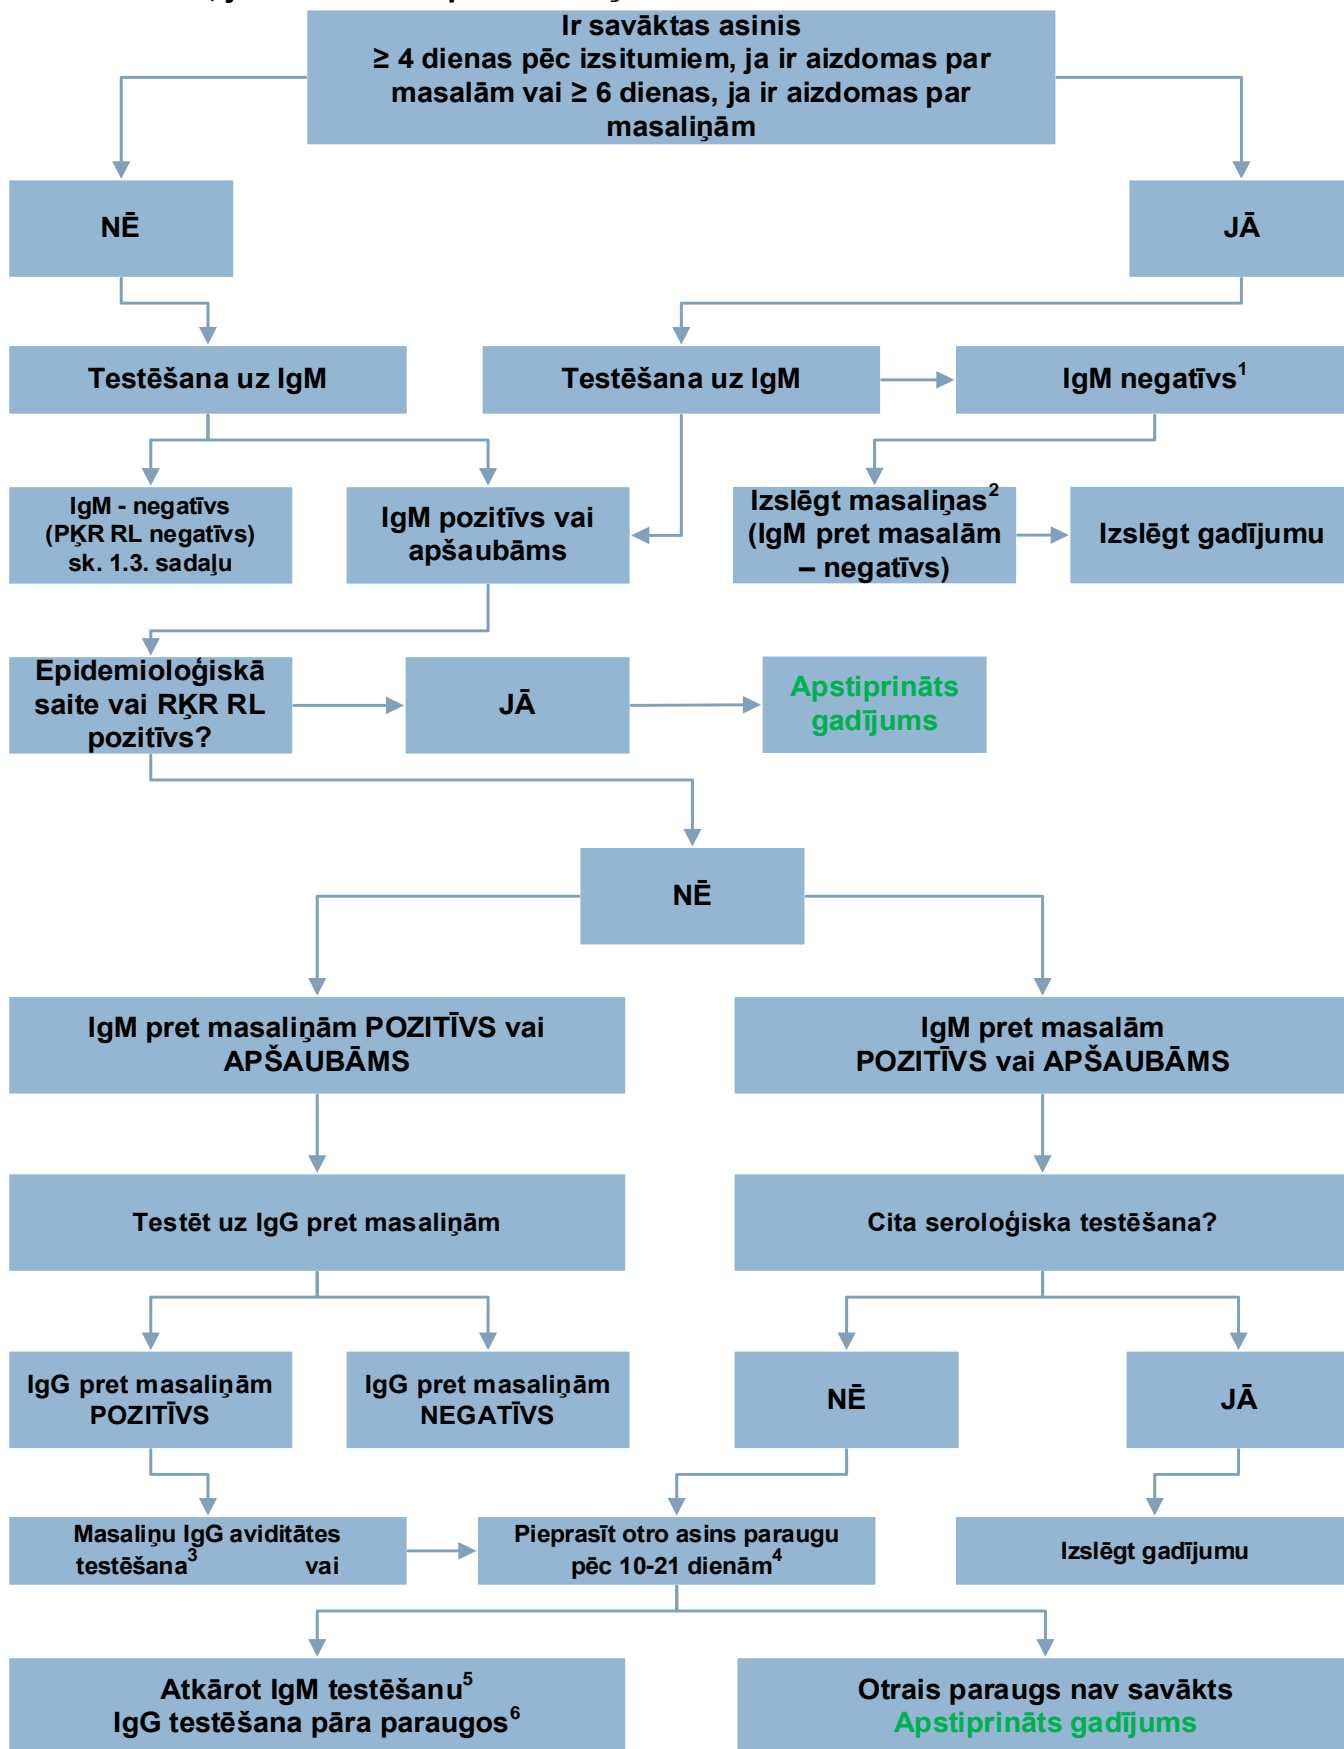 Ir savāktas asinis
≥ 4 dienas pēc izsitumiem, ja ir aizdomas par
masalām vai ≥ 6 dienas, ja ir aizdomas par
masaliņām
NĒ
JĀ
Testēšana uz IgM
Testēšana uz IgM
IgM negatīvs¹
IgM - negatīvs
(PĶR RL negatīvs)
sk. 1.3. sadaļu
IgM pozitīvs vai
apšaubāms
Izslēgt masaliņas²
(IgM pret masalām
– negatīvs)
Izslēgt gadījumu
Epidemioloģiskā
saite vai RĶR RL
pozitīvs?
JĀ
Apstiprināts
gadījums
NĒ
IgM pret masaliņām POZITĪVS vai
APŠAUBĀMS
IgM pret masalām
POZITĪVS vai APŠAUBĀMS
Testēt uz IgG pret masaliņām
Cita seroloģiska testēšana?
IgG pret masaliņām
POZITĪVS
IgG pret masaliņām
NEGATĪVS
NĒ
JĀ
Masaliņu IgG aviditātes
testēšana³ vai
Pieprasīt otro asins paraugu
pēc 10-21 dienām⁴
Izslēgt gadījumu
Atkārot IgM testēšanu⁵
IgG testēšana pāra paraugos⁶
Otrais paraugs nav savākts
Apstiprināts gadījums